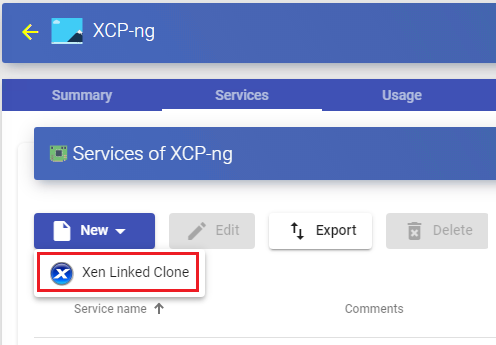 XCP-ng
Summary Services Usage
Services of XCP-ng
New Edit Export Delete
Xen Linked Clone
Service name Comments